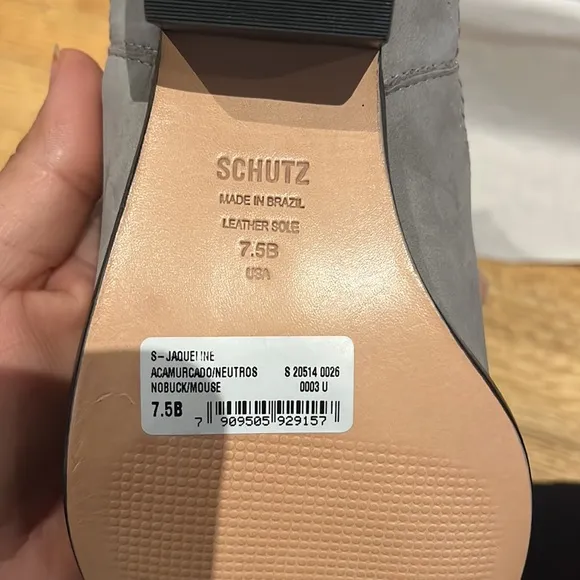 SCHUTZ
MADE IN BRAZIL
LEATHER SOLE
7.5B
USA
S-JAQUELINE
ACAMURCADO/NEUTROS S 20514 0026
NOBUCK/MOUSE 0003 U
7.5B
7 909505 929157